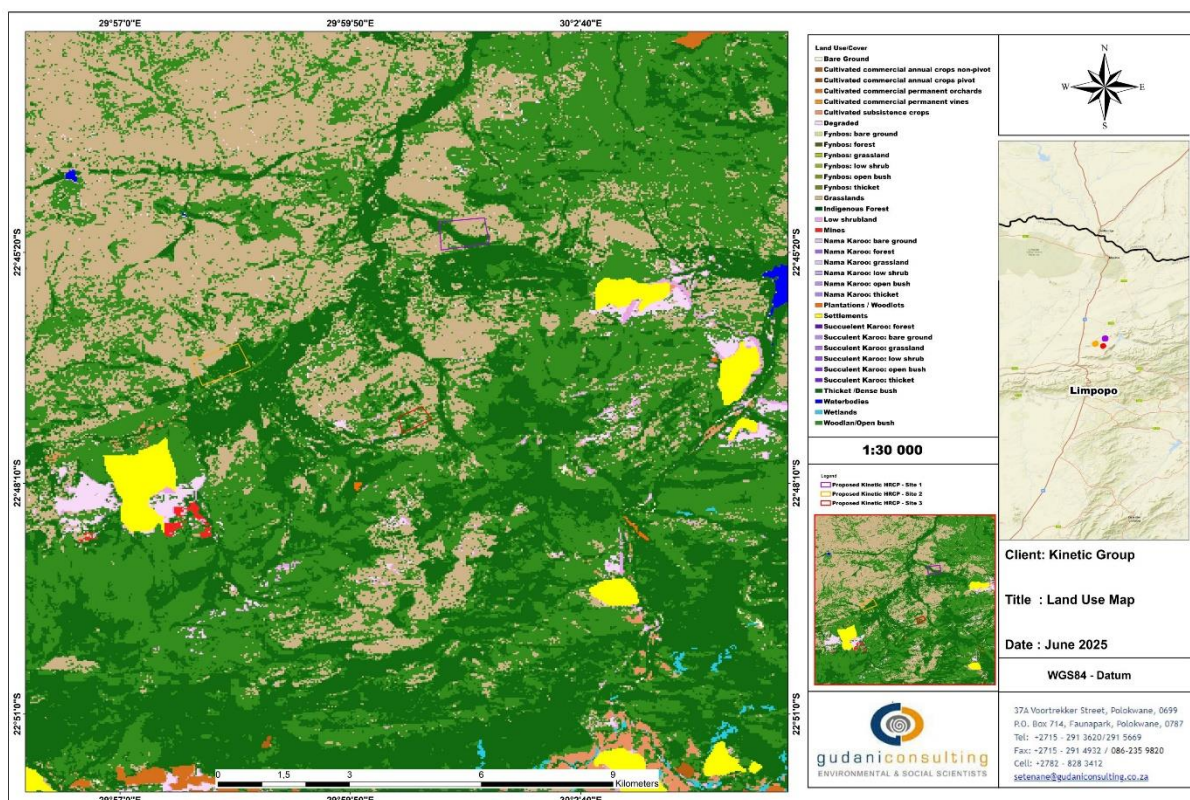 29°57'0"E
29°59'50"E
30°2'40"E
22°45'20"S
22°48'10"S
22°51'0"S
22°45'20"S
22°48'10"S
22°51'0"S
0 1,5 3 6 9
Kilometers
29°57'0"E
29°59'50"E
30°2'40"E
Land Use/Cover
Bare Ground
Cultivated commercial annual crops non-pivot
Cultivated commercial annual crops pivot
Cultivated commercial permanent orchards
Cultivated commercial permanent vines
Cultivated subsistence crops
Degraded
Fynbos: bare ground
Fynbos: forest
Fynbos: grassland
Fynbos: low shrub
Fynbos: open bush
Fynbos: thicket
Grasslands
Indigenous Forest
Low shrubland
Mines
Nama Karoo: bare ground
Nama Karoo: forest
Nama Karoo: grassland
Nama Karoo: low shrub
Nama Karoo: open bush
Nama Karoo: thicket
Plantations / Woodlots
Settlements
Succuelent Karoo: forest
Succulent Karoo: bare ground
Succulent Karoo: grassland
Succulent Karoo: low shrub
Succulent Karoo: open bush
Succulent Karoo: thicket
Thicket /Dense bush
Waterbodies
Wetlands
Woodlan/Open bush
1:30 000
Legend
Proposed Kinetic HRCP - Site 1
Proposed Kinetic HRCP - Site 2
Proposed Kinetic HRCP - Site 3
N
W E
S
Limpopo
Client: Kinetic Group
Title : Land Use Map
Date : June 2025
WGS84 - Datum
gudaniconsulting
ENVIRONMENTAL & SOCIAL SCIENTISTS
37A Voortrekker Street, Polokwane, 0699
P.O. Box 714, Faunapark, Polokwane, 0787
Tel: +2715 - 291 3620/291 5669
Fax: +2715 - 291 4932 / 086-235 9820
Cell: +2782 - 828 3412
setenane@gudaniconsulting.co.za